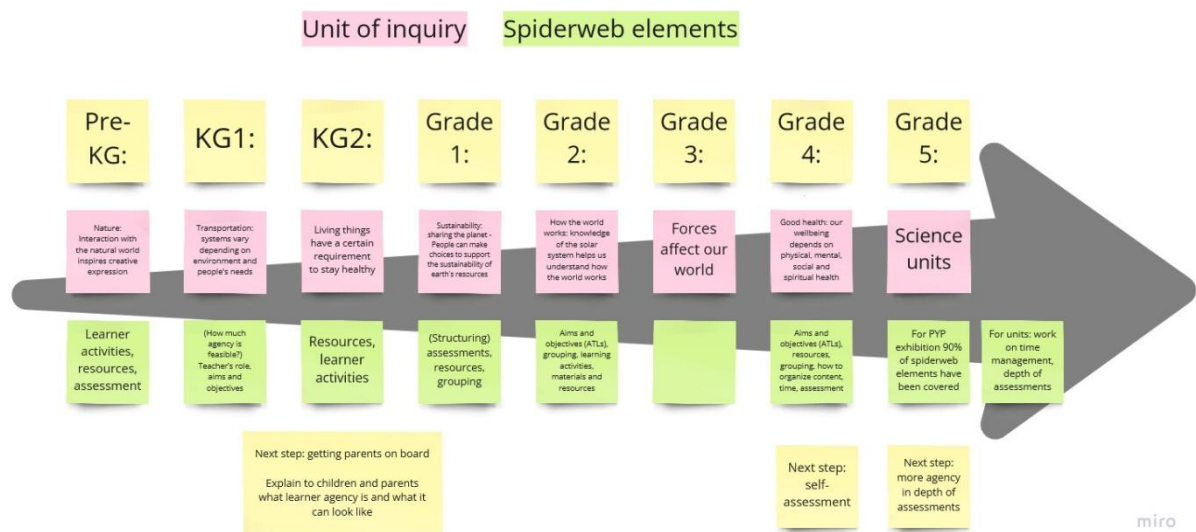 Unit of inquiry
Spiderweb elements
Pre-
KG:
KG1:
KG2:
Grade
1:
Grade
2:
Grade
3:
Grade
4:
Grade
5:
Nature:
Interaction with
the natural world
inspires creative
expression
Transportation:
systems vary
depending on
environment and
people's needs
Living things
have a certain
requirement
to stay healthy
Sustainability:
sharing the planet -
People can make
choices to support
the sustainability of
earth's resources
How the world
works: knowledge
of the solar
system helps us
understand how
the world works
Forces
affect our
world
Good health: our
wellbeing
depends on
physical, mental,
social and
spiritual health
Science
units
Learner
activities,
resources,
assessment
(How much
agency is
feasible?)
Teacher's role,
aims and
objectives
Resources,
learner
activities
(Structuring)
assessments,
resources,
grouping
Aims and
objectives (ATLs),
grouping, learning
activities,
materials and
resources
Aims and
objectives (ATLs),
resources,
grouping, how to
organize content,
time, assessment
For PYP
exhibition 90%
of spiderweb
elements have
been covered
For units: work
on time
management,
depth of
assessments
Next step: getting parents on board
Explain to children and parents
what learner agency is and what it
can look like
Next step:
self-
assessment
Next step:
more agency
in depth of
assessments
miro